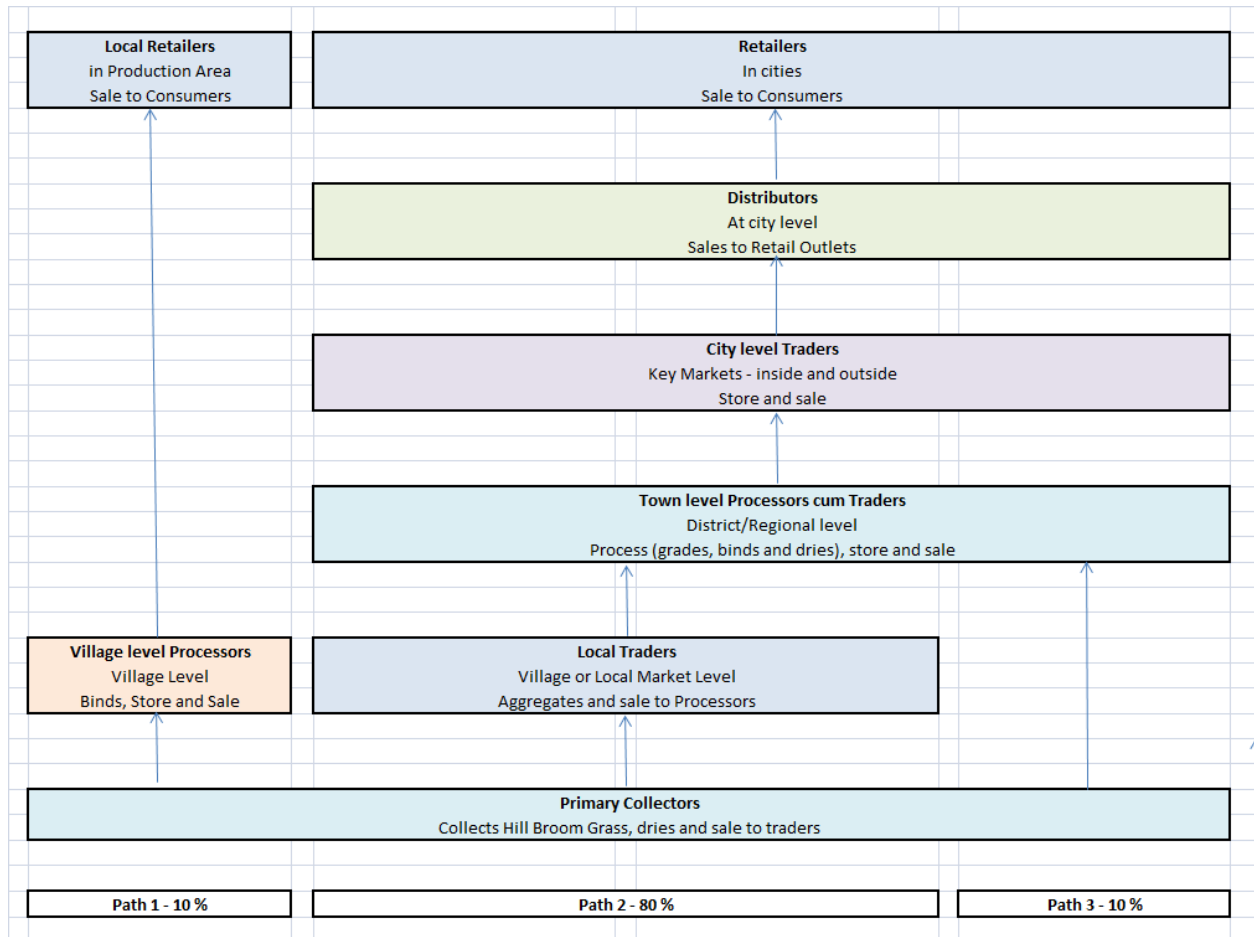 Local Retailers
in Production Area
Sale to Consumers
Retailers
In cities
Sale to Consumers
Distributors
At city level
Sales to Retail Outlets
City level Traders
Key Markets - inside and outside
Store and sale
Town level Processors cum Traders
District/Regional level
Process (grades, binds and dries), store and sale
Village level Processors
Village Level
Binds, Store and Sale
Local Traders
Village or Local Market Level
Aggregates and sale to Processors
Primary Collectors
Collects Hill Broom Grass, dries and sale to traders
Path 1 - 10 %
Path 2 - 80 %
Path 3 - 10 %